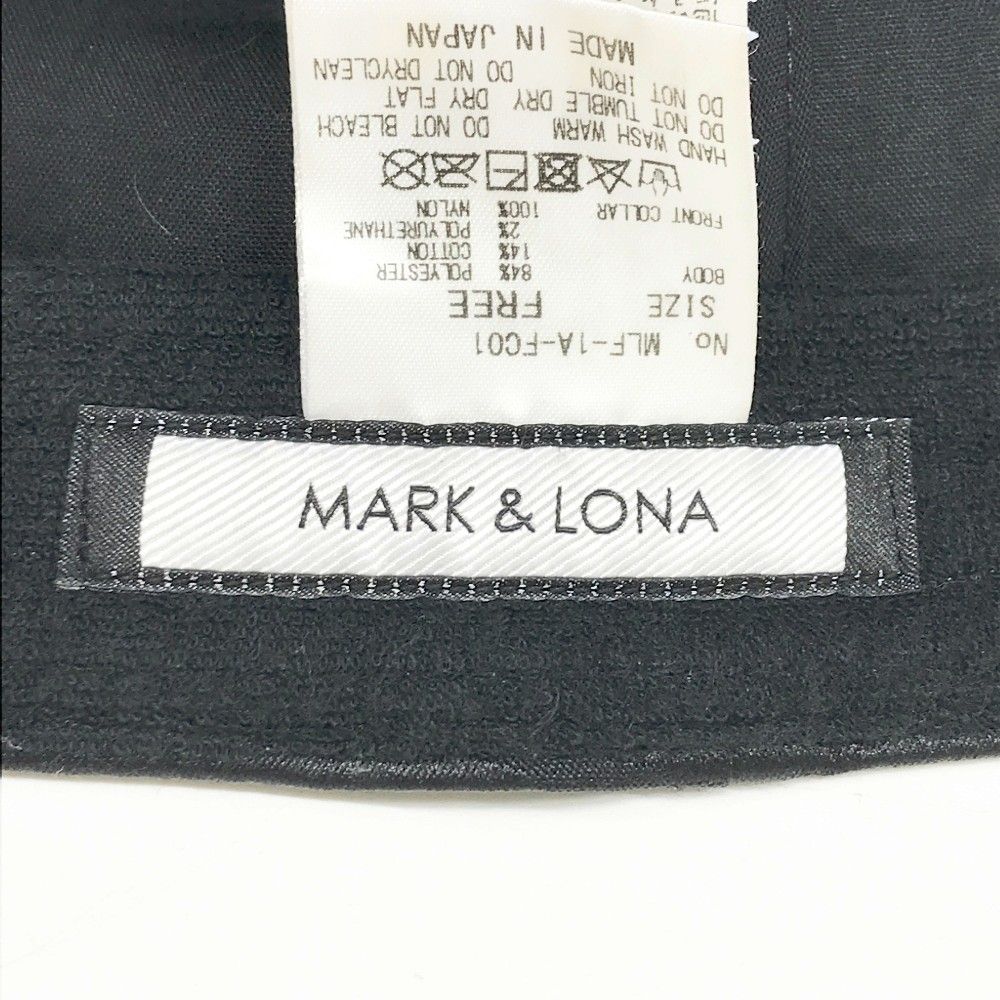 No. MLF-1A-FC01
SIZE FREE
BODY 84% POLYESTER
14% COTTON
2% POLYURETHANE
FRONT COLLAR 100% NYLON
HAND WASH WARM DO NOT BLEACH
DO NOT TUMBLE DRY DRY FLAT
DO NOT IRON DO NOT DRYCLEAN
MADE IN JAPAN
MARK & LONA